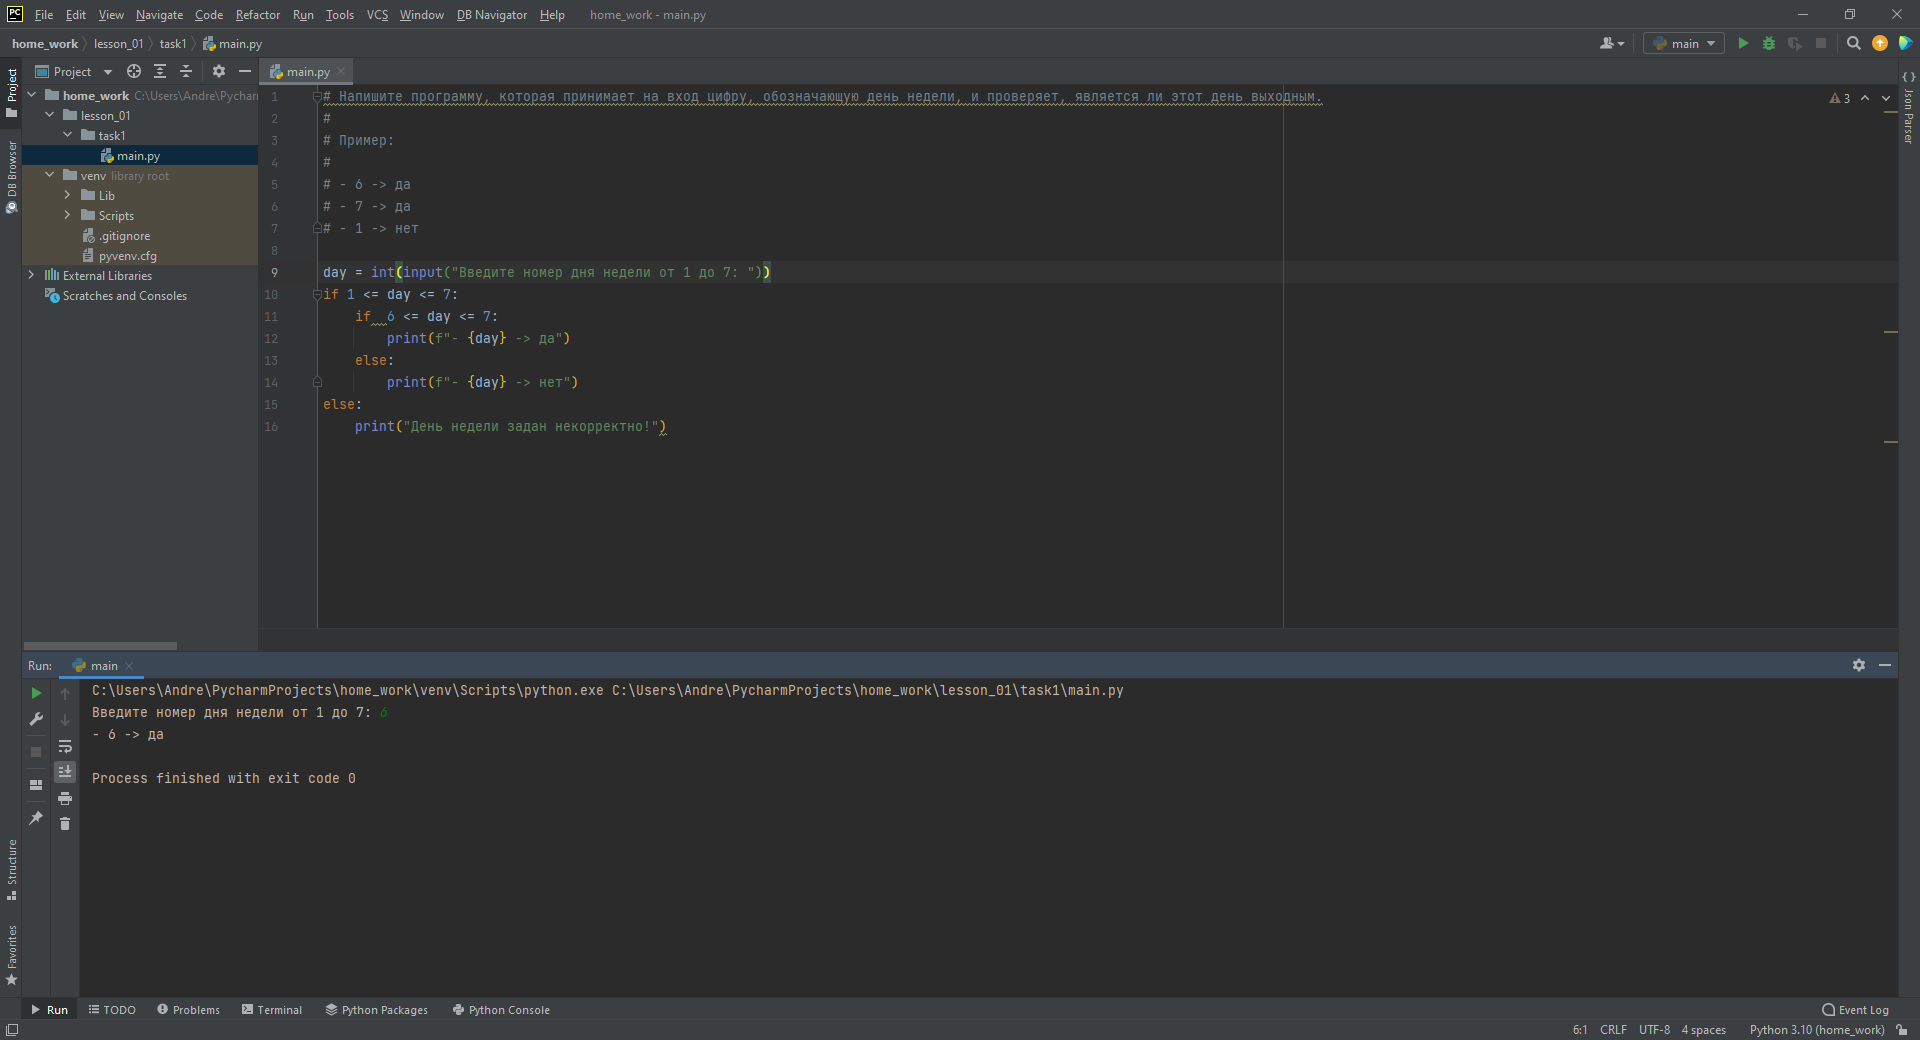 File Edit View Navigate Code Refactor Run Tools VCS Window DB Navigator Help home_work - main.py
home_work lesson_01 task1 main.py main
Project main.py
home_work C:\Users\Andre\Pycharm
lesson_01
task1
main.py
venv library root
Lib
Scripts
.gitignore
pyvenv.cfg
External Libraries
Scratches and Consoles
Project
DB Browser
Structure
Favorites
Json Parser
3
1 # Напишите программу, которая принимает на вход цифру, обозначающую день недели, и проверяет, является ли этот день выходным.
2 #
3 # Пример:
4 #
5 # - 6 -> да
6 # - 7 -> да
7 # - 1 -> нет
8
9 day = int(input("Введите номер дня недели от 1 до 7: "))
10 if 1 <= day <= 7:
11     if  6 <= day <= 7:
12         print(f"- {day} -> да")
13     else:
14         print(f"- {day} -> нет")
15 else:
16     print("День недели задан некорректно!")
Run: main
C:\Users\Andre\PycharmProjects\home_work\venv\Scripts\python.exe C:\Users\Andre\PycharmProjects\home_work\lesson_01\task1\main.py
Введите номер дня недели от 1 до 7: 6
- 6 -> да
Process finished with exit code 0
Run TODO Problems Terminal Python Packages Python Console Event Log
6:1 CRLF UTF-8 4 spaces Python 3.10 (home_work)